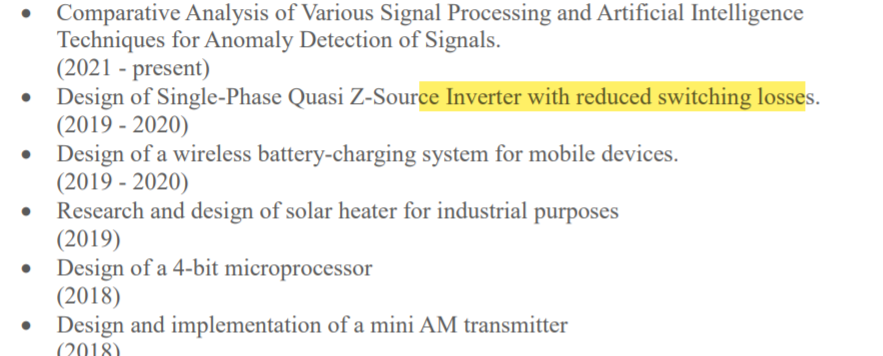 • Comparative Analysis of Various Signal Processing and Artificial Intelligence
Techniques for Anomaly Detection of Signals.
(2021 - present)
• Design of Single-Phase Quasi Z-Source Inverter with reduced switching losses.
(2019 - 2020)
• Design of a wireless battery-charging system for mobile devices.
(2019 - 2020)
• Research and design of solar heater for industrial purposes
(2019)
• Design of a 4-bit microprocessor
(2018)
• Design and implementation of a mini AM transmitter
(2018)